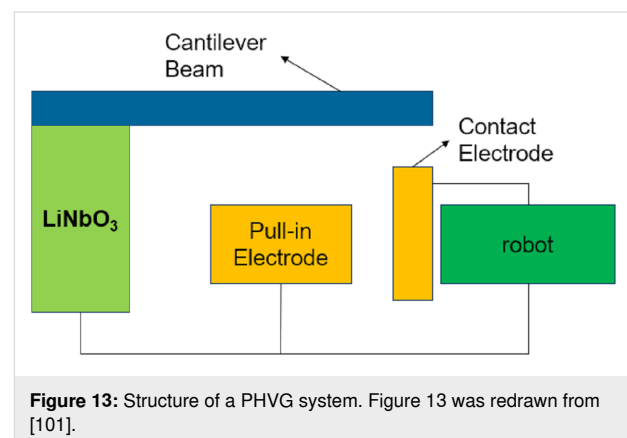 Cantilever
Beam
Contact
Electrode
LiNbO₃
Pull-in
Electrode
robot
Figure 13: Structure of a PHVG system. Figure 13 was redrawn from
[101].